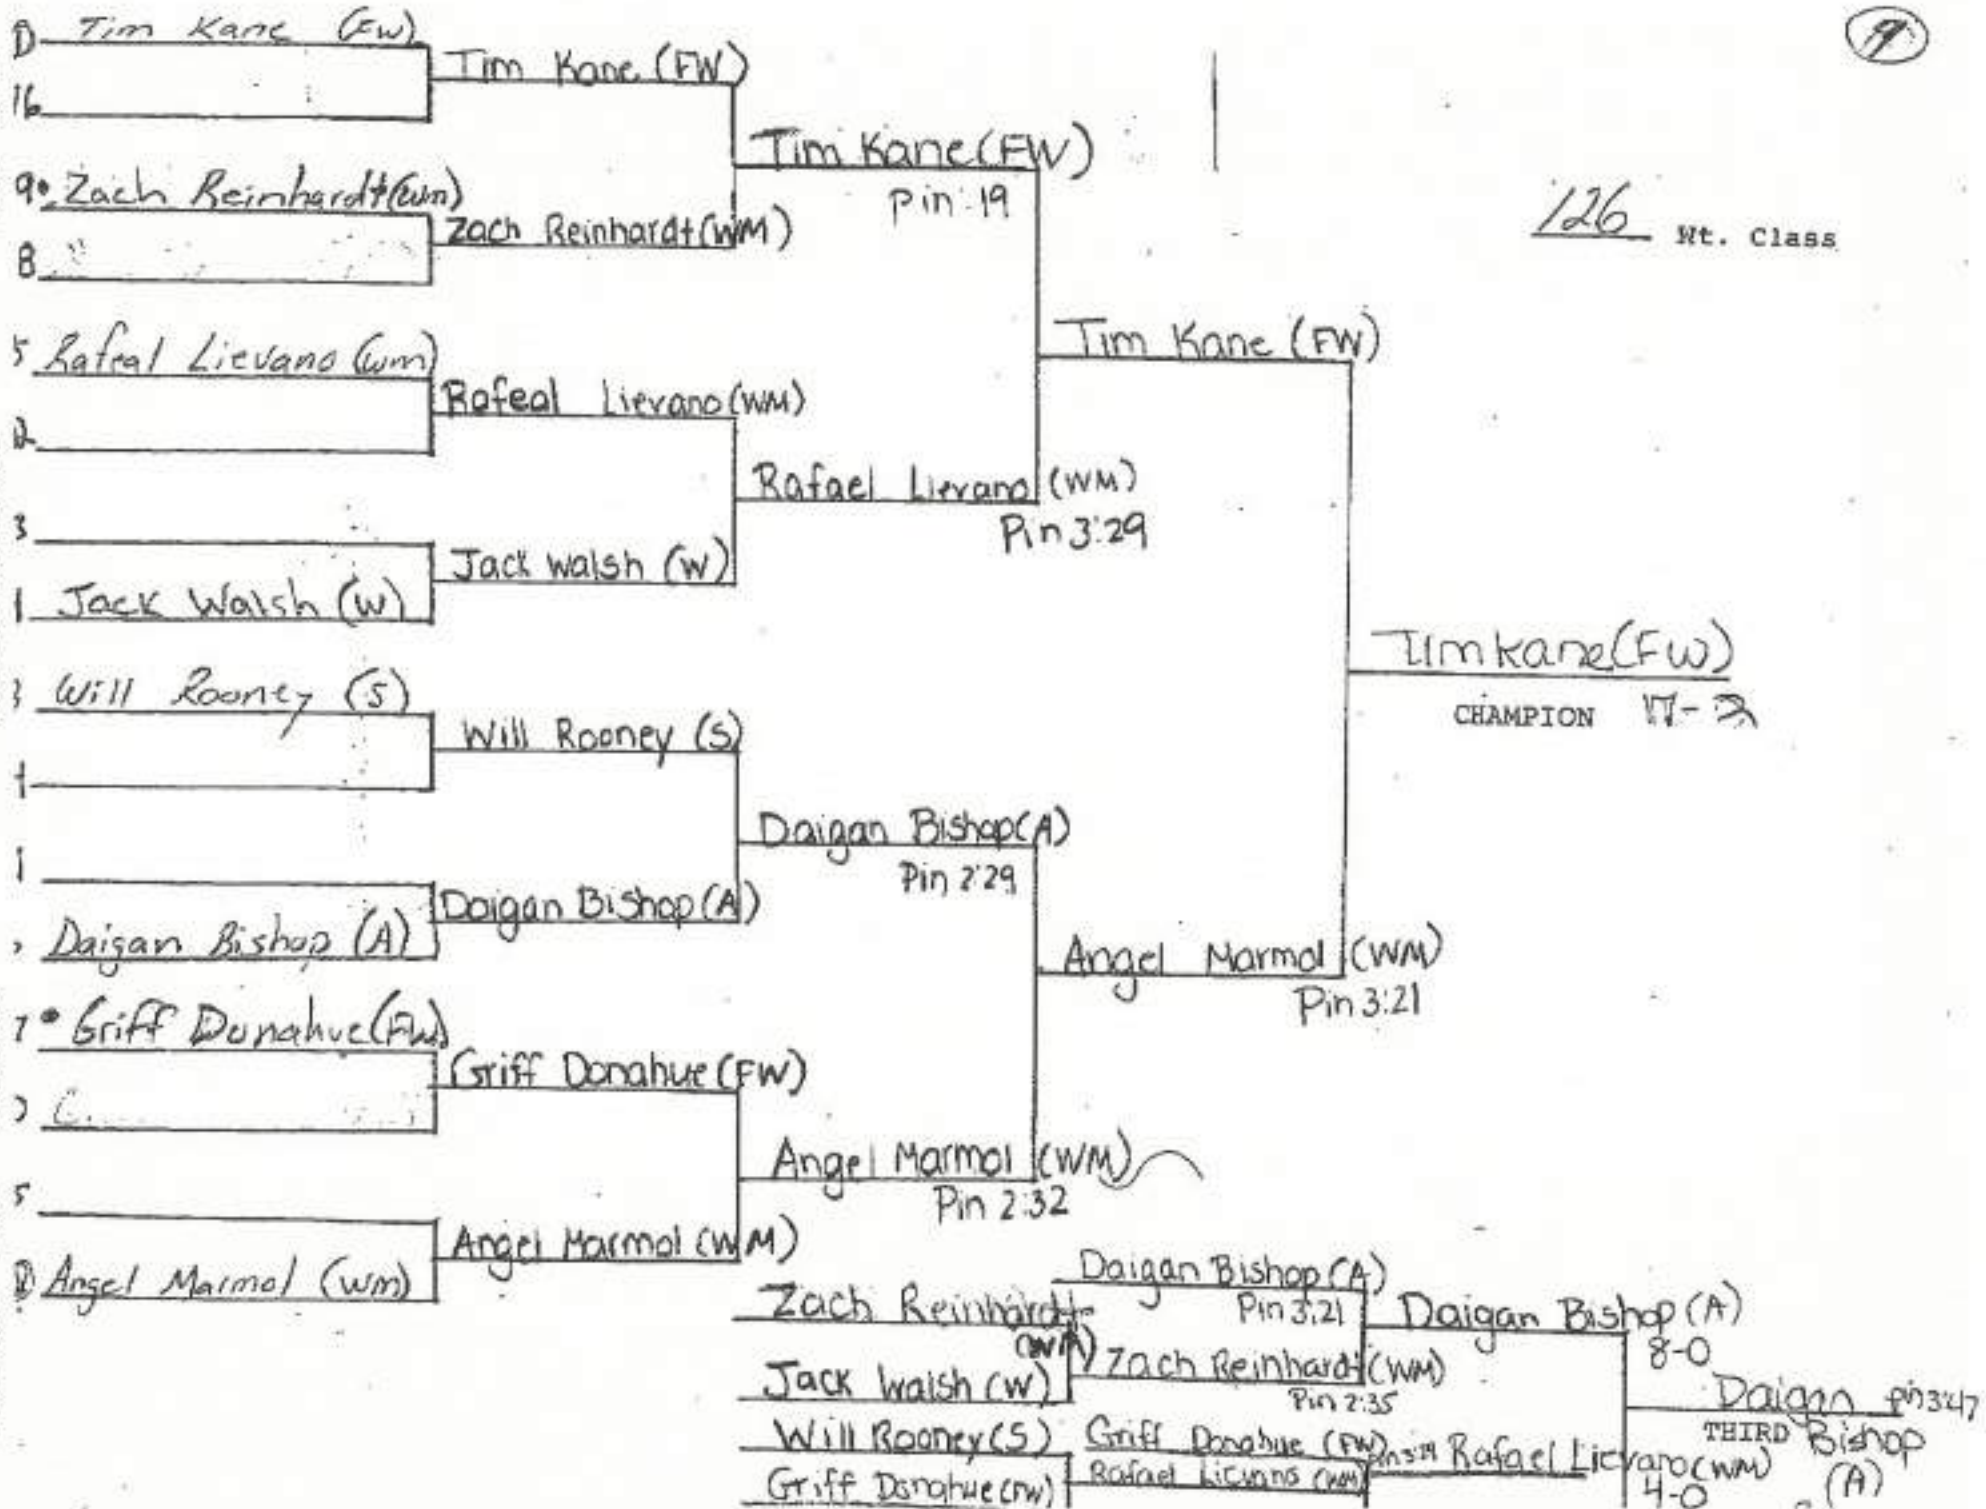 Tim Kane (FW)
16
Tim Kane (FW)
Tim Kane (FW)
pin :19
9. Zach Reinhardt (WM)
Zach Reinhardt (WM)
8
126 Wt. Class
5 Rafeal Lievano (WM)
Rafeal Lievano (WM)
Tim Kane (FW)
Rafael Lievano (WM)
Pin 3:29
3
Jack Walsh (W)
Jack Walsh (W)
Tim Kane (FW)
CHAMPION
Will Rooney (S)
Will Rooney (S)
Daigan Bishop (A)
Pin 2:29
Daigan Bishop (A)
Daigan Bishop (A)
Angel Marmol (WM)
Pin 3:21
7 Griff Donahue (FW)
Griff Donahue (FW)
Angel Marmol (WM)
Pin 2:32
5
Angel Marmol (WM)
Angel Marmol (WM)
Daigan Bishop (A)
Pin 3:21
Zach Reinhardt
(WM)
Daigan Bishop (A)
8-0
Jack Walsh (W)
Zach Reinhardt (WM)
Pin 2:35
Daigan pin 3:47
THIRD Bishop
(A)
Will Rooney (S)
Griff Donahue (FW)
Rafael Lievano (WM)
4-0
Griff Donahue (FW)
Rafael Lievano (WM)